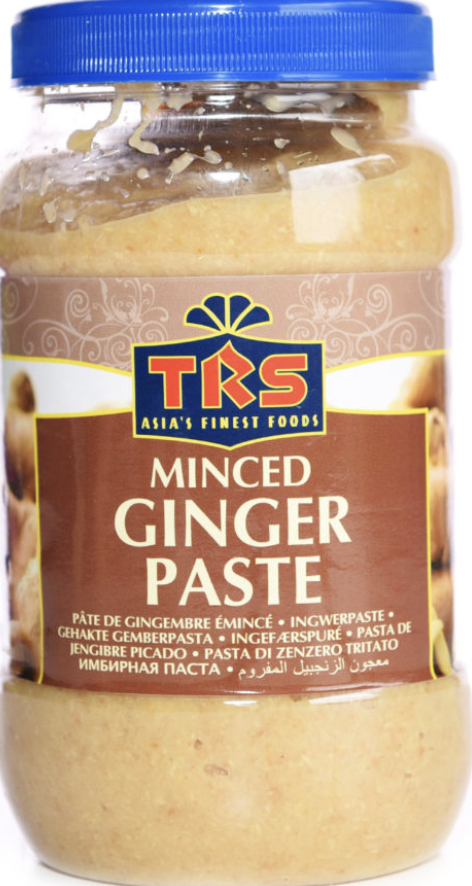 TRS
ASIA'S FINEST FOODS
MINCED
GINGER
PASTE
PÂTE DE GINGEMBRE ÉMINCÉ • INGWERPASTE •
GEHAKTE GEMBERPASTA • INGEFÆRSPURÉ • PASTA DE
JENGIBRE PICADO • PASTA DI ZENZERO TRITATO
ИМБИРНАЯ ПАСТА • معجون الزنجبيل المفروم